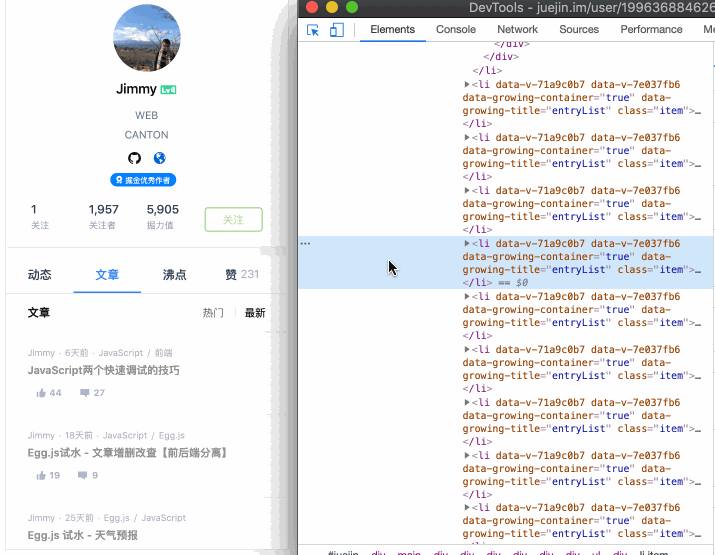 DevTools - juejin.im/user/199636884626
Elements Console Network Sources Performance Me
Jimmy Lv4
WEB
CANTON
掘金优秀作者
1 1,957 5,905
关注 关注者 掘力值 关注
动态 文章 沸点 赞 231
文章 热门 最新
Jimmy · 6天前 · JavaScript / 前端
JavaScript两个快速调试的技巧
44 27
Jimmy · 18天前 · JavaScript / Egg.js
Egg.js试水 - 文章增删改查【前后端分离】
19 9
Jimmy · 25天前 · Egg.js / JavaScript
Egg.js 试水 - 天气预报
</div>
</div>
</li>
<li data-v-71a9c0b7 data-v-7e037fb6
data-growing-container="true" data-
growing-title="entryList" class="item">…
</li>
<li data-v-71a9c0b7 data-v-7e037fb6
data-growing-container="true" data-
growing-title="entryList" class="item">…
</li>
<li data-v-71a9c0b7 data-v-7e037fb6
data-growing-container="true" data-
growing-title="entryList" class="item">…
</li>
… <li data-v-71a9c0b7 data-v-7e037fb6
data-growing-container="true" data-
growing-title="entryList" class="item">…
</li> == $0
<li data-v-71a9c0b7 data-v-7e037fb6
data-growing-container="true" data-
growing-title="entryList" class="item">…
</li>
<li data-v-71a9c0b7 data-v-7e037fb6
data-growing-container="true" data-
growing-title="entryList" class="item">…
</li>
<li data-v-71a9c0b7 data-v-7e037fb6
data-growing-container="true" data-
growing-title="entryList" class="item">…
</li>
<li data-v-71a9c0b7 data-v-7e037fb6
data-growing-container="true" data-
growing-title="entryList" class="item">…
</li>
<li data-v-71a9c0b7 data-v-7e037fb6
data-growing-container="true" data-
growing-title="entryList" class="item">…
</li>
#juejin div main div div div div div ul div li.item